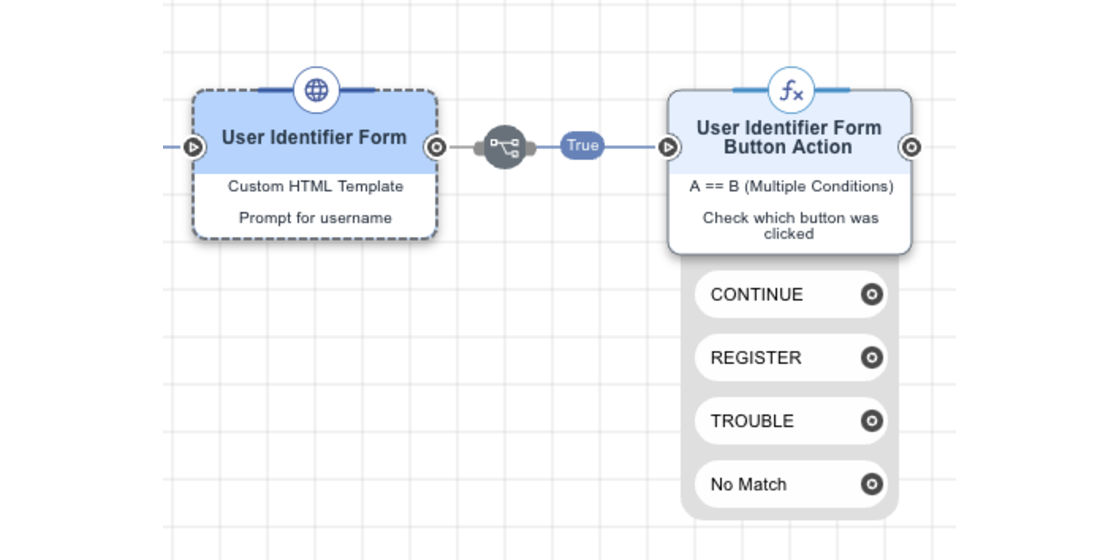 User Identifier Form
Custom HTML Template
Prompt for username
True
fx
User Identifier Form
Button Action
A == B (Multiple Conditions)
Check which button was
clicked
CONTINUE
REGISTER
TROUBLE
No Match